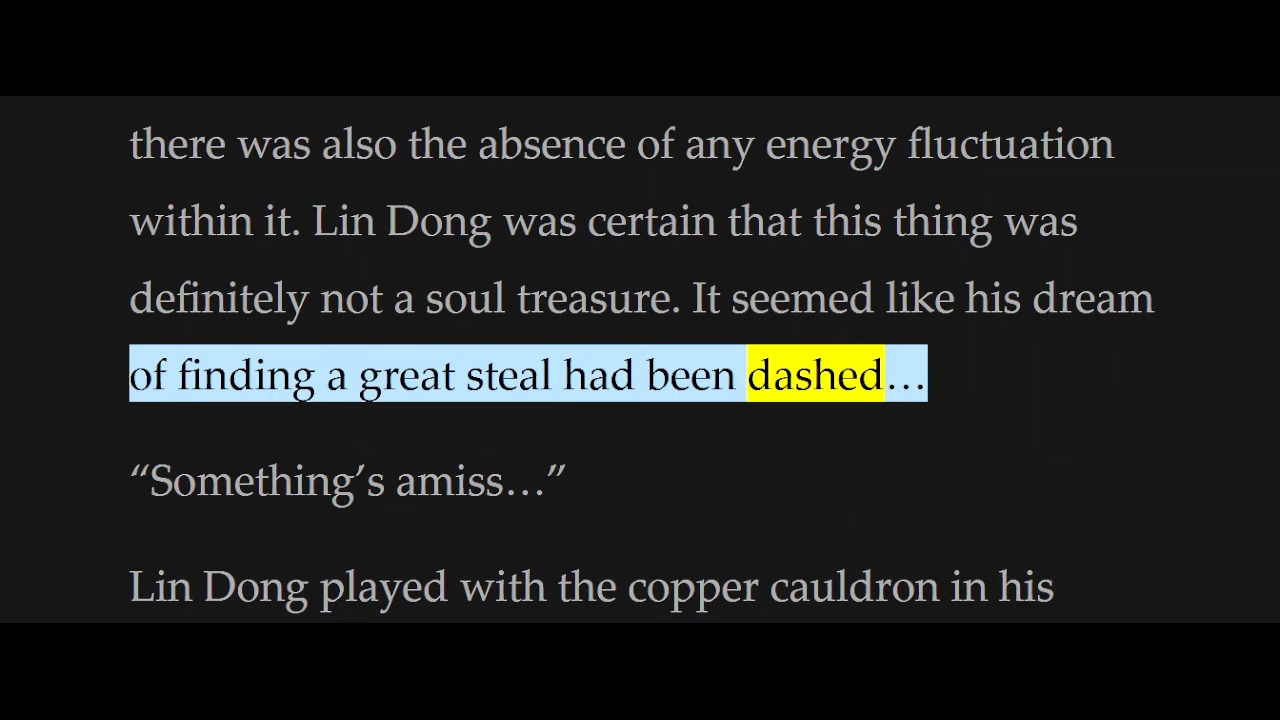 there was also the absence of any energy fluctuation
within it. Lin Dong was certain that this thing was
definitely not a soul treasure. It seemed like his dream
of finding a great steal had been dashed…
“Something’s amiss…”
Lin Dong played with the copper cauldron in his